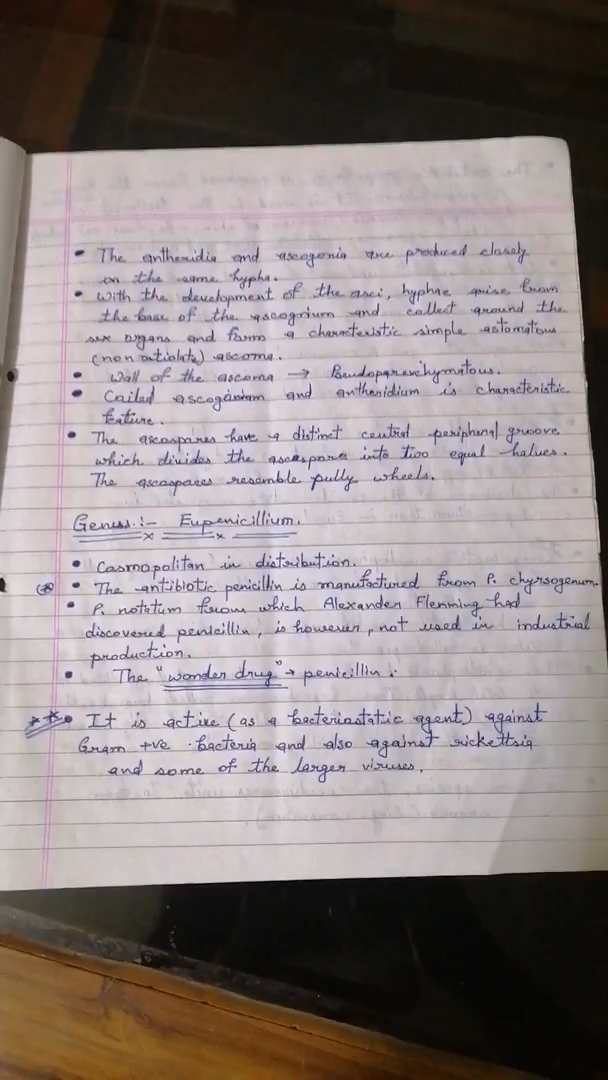 • The antheridia and ascogonia are produced closely
on the same hypha.
• With the development of the asci, hyphae arise from
the base of the ascogonium and collect around the
sex organs and form a characteristic simple astomatous
(non ostiolate) ascoma.
• Wall of the ascoma → Pseudoparenchymatous.
• Coiled ascogonium and antheridium is characteristic
feature.
• The ascospores have a distinct central peripheral groove
which divides the ascospore into two equal halves.
The ascospores resemble pully wheels.
Genus:- Eupenicillium.
• Cosmopolitan in distribution.
• The antibiotic penicillin is manufactured from P. chyrsogenum.
• P. notatum from which Alexander Flemming had
discovered penicillin, is however, not used in industrial
production.
• The "wonder drug" → penicillin.
• It is active (as a bacteriostatic agent) against
Gram +ve bacteria and also against rickettsia
and some of the larger viruses.